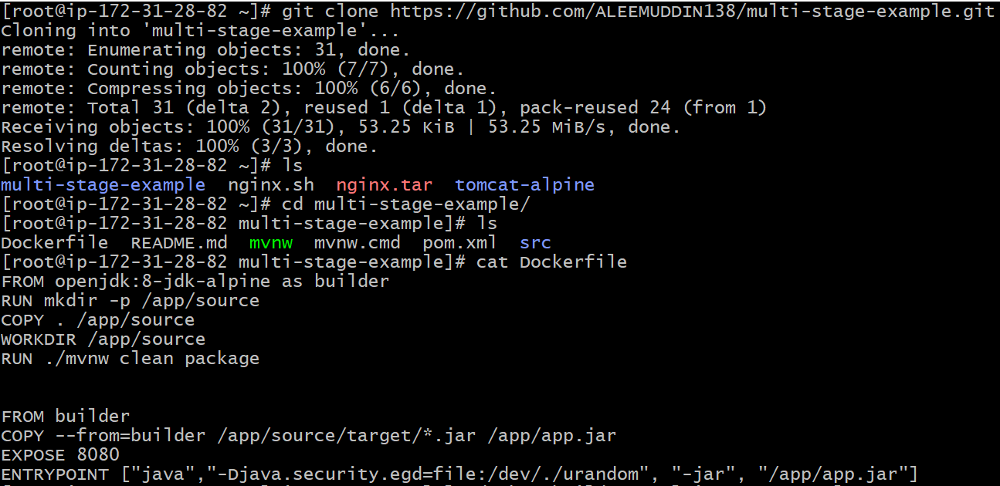 [root@ip-172-31-28-82 ~]# git clone https://github.com/ALEEMUDDIN138/multi-stage-example.git
Cloning into 'multi-stage-example'...
remote: Enumerating objects: 31, done.
remote: Counting objects: 100% (7/7), done.
remote: Compressing objects: 100% (6/6), done.
remote: Total 31 (delta 2), reused 1 (delta 1), pack-reused 24 (from 1)
Receiving objects: 100% (31/31), 53.25 KiB | 53.25 MiB/s, done.
Resolving deltas: 100% (3/3), done.
[root@ip-172-31-28-82 ~]# ls
multi-stage-example  nginx.sh  nginx.tar  tomcat-alpine
[root@ip-172-31-28-82 ~]# cd multi-stage-example/
[root@ip-172-31-28-82 multi-stage-example]# ls
Dockerfile  README.md  mvnw  mvnw.cmd  pom.xml  src
[root@ip-172-31-28-82 multi-stage-example]# cat Dockerfile
FROM openjdk:8-jdk-alpine as builder
RUN mkdir -p /app/source
COPY . /app/source
WORKDIR /app/source
RUN ./mvnw clean package
FROM builder
COPY --from=builder /app/source/target/*.jar /app/app.jar
EXPOSE 8080
ENTRYPOINT ["java","-Djava.security.egd=file:/dev/./urandom", "-jar", "/app/app.jar"]